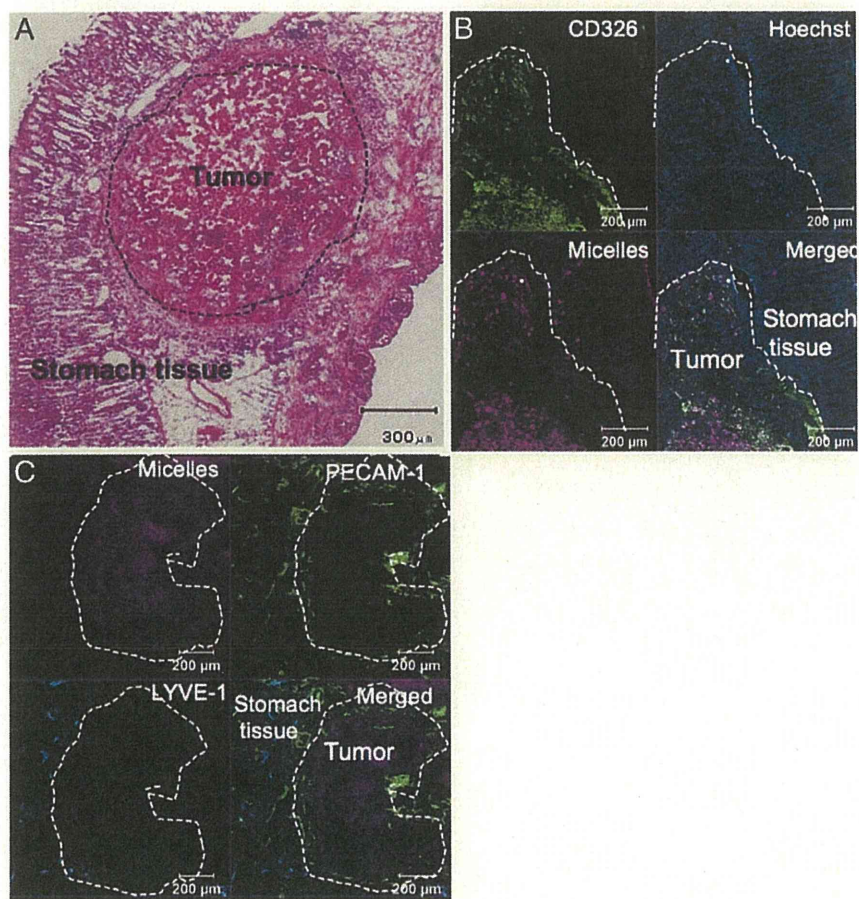 A
Tumor
Stomach tissue
300μm
B
CD326
Hoechst
200 μm
200 μm
Micelles
Merged
Tumor
Stomach
tissue
200 μm
200 μm
C
Micelles
PECAM-1
200 μm
200 μm
LYVE-1
Stomach
tissue
Merged
Tumor
200 μm
200 μm